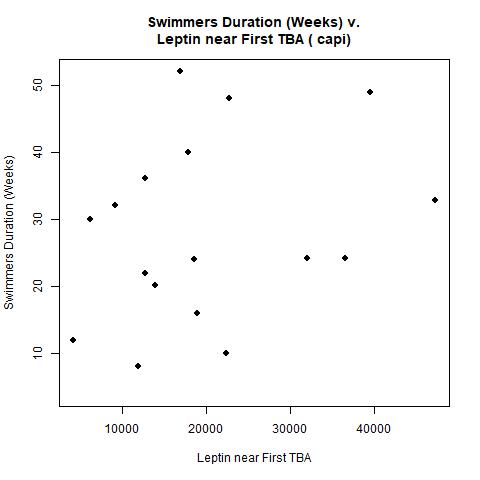 Swimmers Duration (Weeks) v.
Leptin near First TBA ( capi)
Swimmers Duration (Weeks)
50
40
30
20
10
10000 20000 30000 40000
Leptin near First TBA